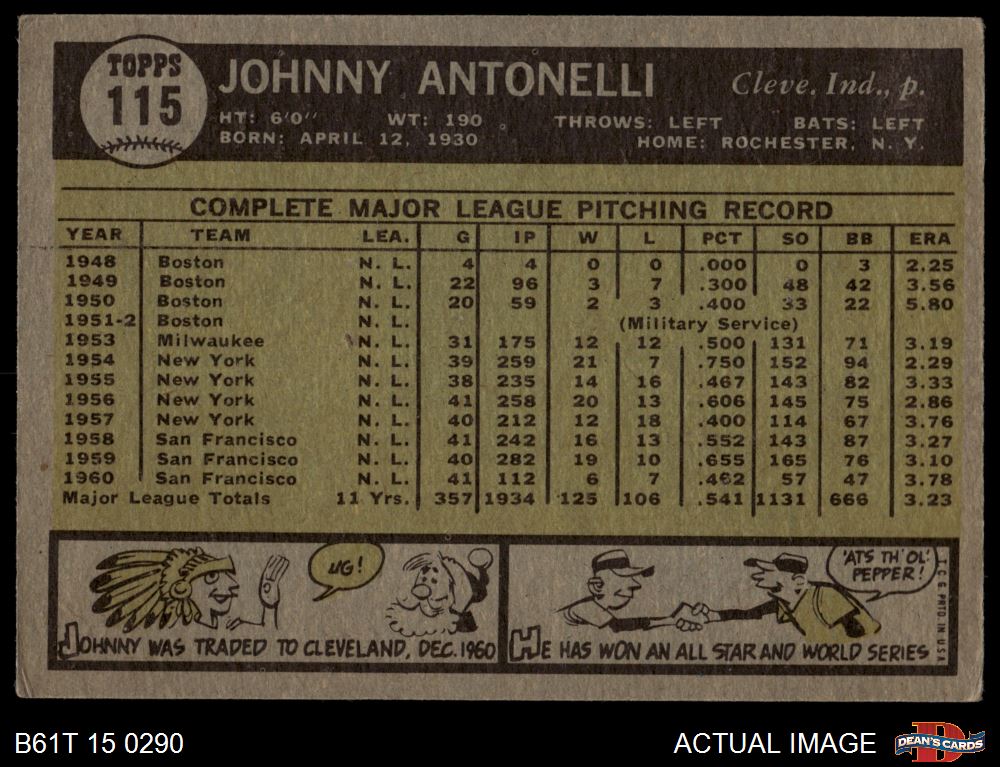 TOPPS
115
JOHNNY ANTONELLI Cleve. Ind., p.
HT: 6'0" WT: 190 THROWS: LEFT BATS: LEFT
BORN: APRIL 12, 1930 HOME: ROCHESTER, N. Y.
COMPLETE MAJOR LEAGUE PITCHING RECORD
YEAR TEAM LEA. G IP W L PCT SO BB ERA
1948 Boston N. L. 4 4 0 0 .000 0 3 2.25
1949 Boston N. L. 22 96 3 7 .300 48 42 3.56
1950 Boston N. L. 20 59 2 3 .400 33 22 5.80
1951-2 Boston N. L. (Military Service)
1953 Milwaukee N. L. 31 175 12 12 .500 131 71 3.19
1954 New York N. L. 39 259 21 7 .750 152 94 2.29
1955 New York N. L. 38 235 14 16 .467 143 82 3.33
1956 New York N. L. 41 258 20 13 .606 145 75 2.86
1957 New York N. L. 40 212 12 18 .400 114 67 3.76
1958 San Francisco N. L. 41 242 16 13 .552 143 87 3.27
1959 San Francisco N. L. 40 282 19 10 .655 165 76 3.10
1960 San Francisco N. L. 41 112 6 7 .462 57 47 3.78
Major League Totals 11 Yrs. 357 1934 125 106 .541 1131 666 3.23
UG!
JOHNNY WAS TRADED TO CLEVELAND, DEC. 1960
'ATS TH' OL'
PEPPER!
HE HAS WON AN ALL STAR AND WORLD SERIES
T. C. G. PRTD. IN U.S.A.
B61T 15 0290
ACTUAL IMAGE
D
DEAN'S CARDS